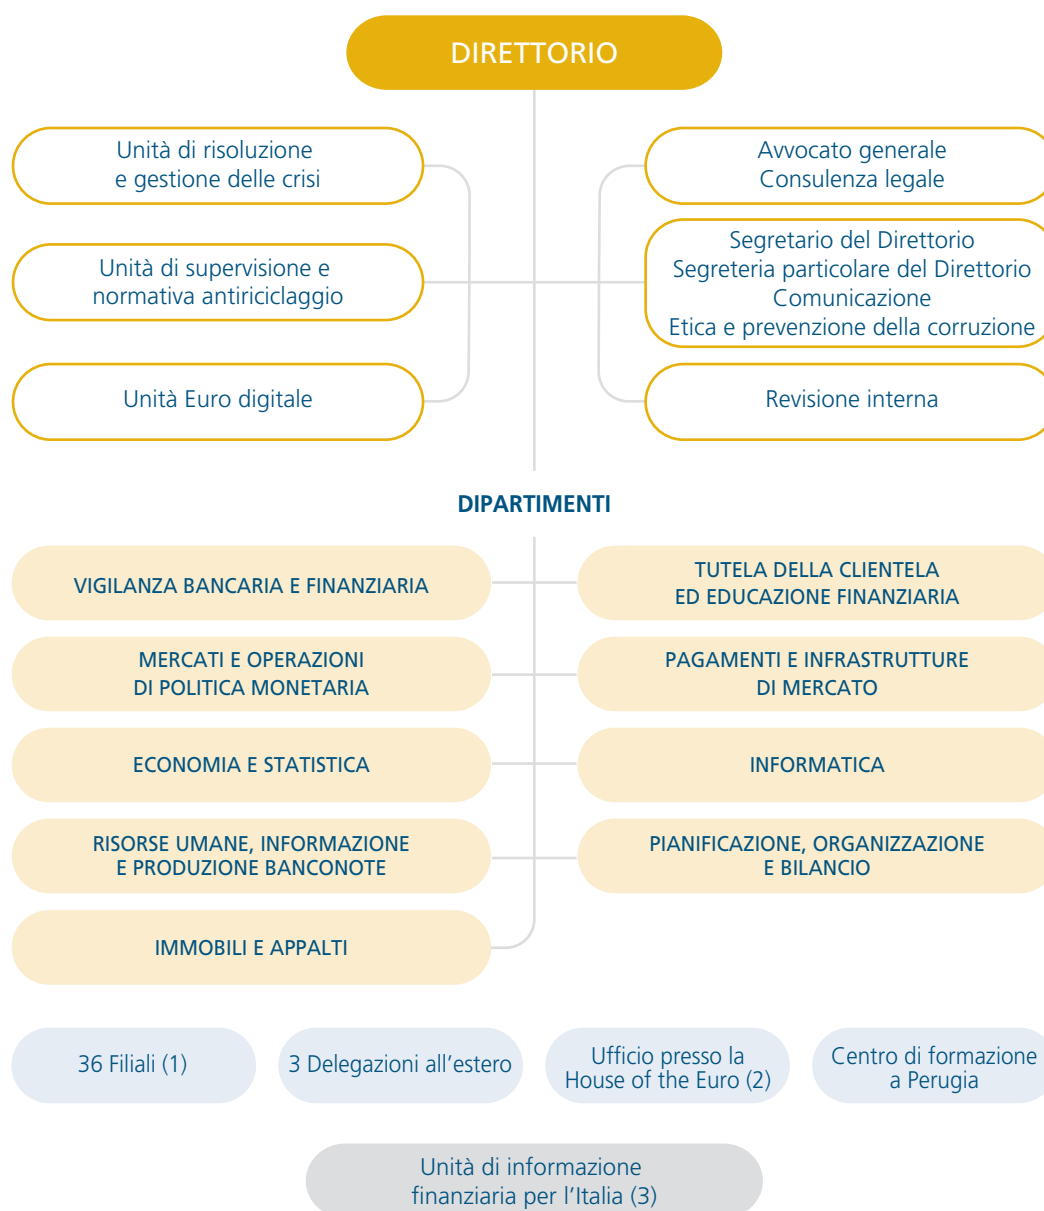 DIRETTORIO
Unità di risoluzione
e gestione delle crisi
Avvocato generale
Consulenza legale
Unità di supervisione e
normativa antiriciclaggio
Segretario del Direttorio
Segreteria particolare del Direttorio
Comunicazione
Etica e prevenzione della corruzione
Unità Euro digitale
Revisione interna
DIPARTIMENTI
VIGILANZA BANCARIA E FINANZIARIA
TUTELA DELLA CLIENTELA
ED EDUCAZIONE FINANZIARIA
MERCATI E OPERAZIONI
DI POLITICA MONETARIA
PAGAMENTI E INFRASTRUTTURE
DI MERCATO
ECONOMIA E STATISTICA
INFORMATICA
RISORSE UMANE, INFORMAZIONE
E PRODUZIONE BANCONOTE
PIANIFICAZIONE, ORGANIZZAZIONE
E BILANCIO
IMMOBILI E APPALTI
36 Filiali (1)
3 Delegazioni all’estero
Ufficio presso la
House of the Euro (2)
Centro di formazione
a Perugia
Unità di informazione
finanziaria per l’Italia (3)